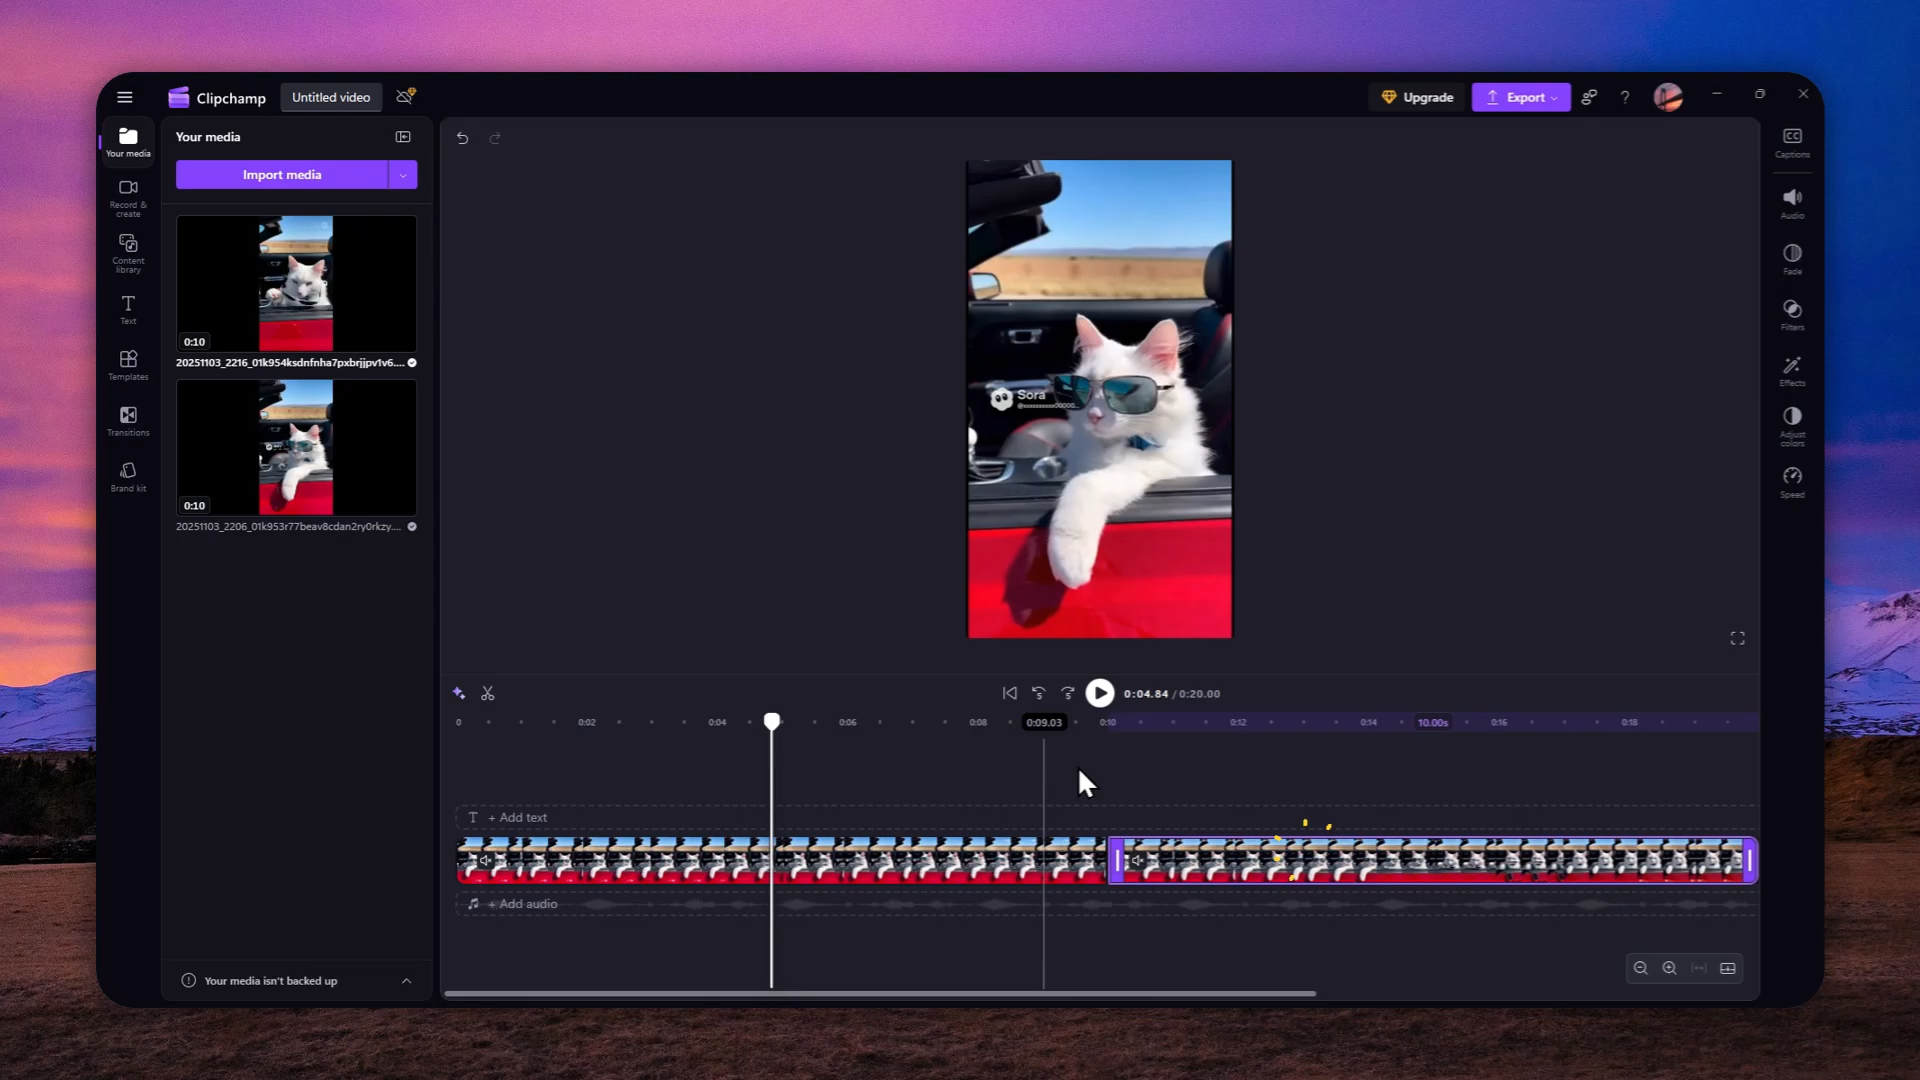 Clipchamp
Untitled video
Upgrade
Export
?
Your media
Your media
Import media
Record & create
Content library
Text
Templates
Transitions
Brand kit
0:10
20251103_2216_01k954ksdnfnha7pxbrjjpv1v6....
0:10
20251103_2206_01k953r77beav8cdan2ry0rkzy....
Your media isn't backed up
Sora
CC
Captions
Audio
Fade
Filters
Effects
Adjust colors
Speed
5
5
0:04.84 / 0:20.00
0
0:02
0:04
0:06
0:08
0:09.03
0:10
0:12
0:14
10.00s
0:16
0:18
T + Add text
+ Add audio